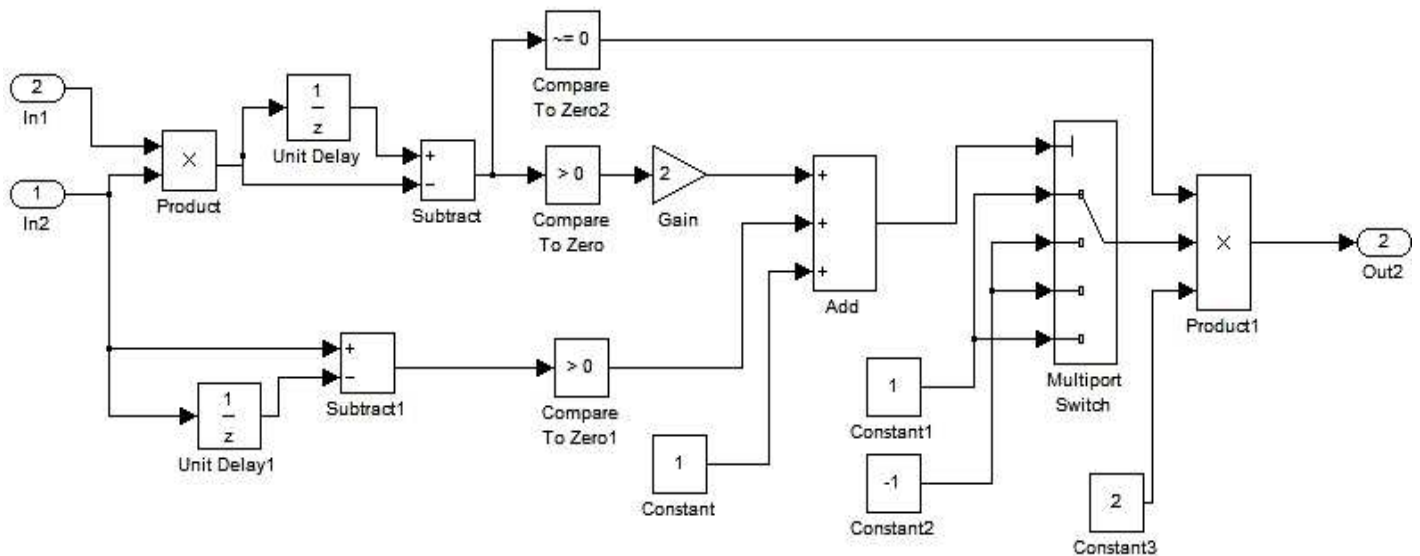 ~= 0
Compare
To Zero2
2
In1
1
z
Unit Delay
×
Product
1
In2
+
−
Subtract
> 0
Compare
To Zero
2
Gain
+
+
+
Add
×
Product1
2
Out2
+
−
Subtract1
1
z
Unit Delay1
> 0
Compare
To Zero1
1
Constant
1
Constant1
Multiport
Switch
-1
Constant2
2
Constant3